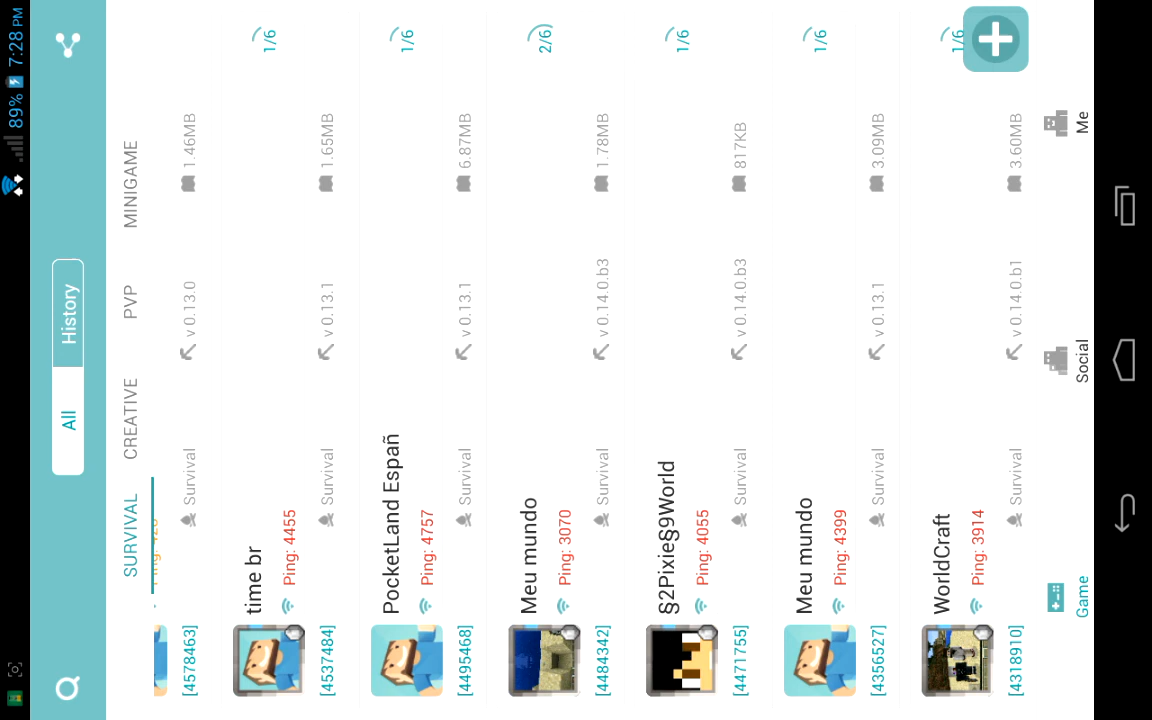 89% 7:28 PM
All History
SURVIVAL CREATIVE PVP MINIGAME
[4578463] Survival v 0.13.0 1.46MB
time br 1/6
Ping: 4455
[4537484] Survival v 0.13.1 1.65MB
PocketLand Españ 1/6
Ping: 4757
[4495468] Survival v 0.13.1 6.87MB
Meu mundo 2/6
Ping: 3070
[4484342] Survival v 0.14.0.b3 1.78MB
§2Pixie§9World 1/6
Ping: 4055
[4471755] Survival v 0.14.0.b3 817KB
Meu mundo 1/6
Ping: 4399
[4356527] Survival v 0.13.1 3.09MB
WorldCraft 1/6
Ping: 3914
[4318910] Survival v 0.14.0.b1 3.60MB
Game Social Me